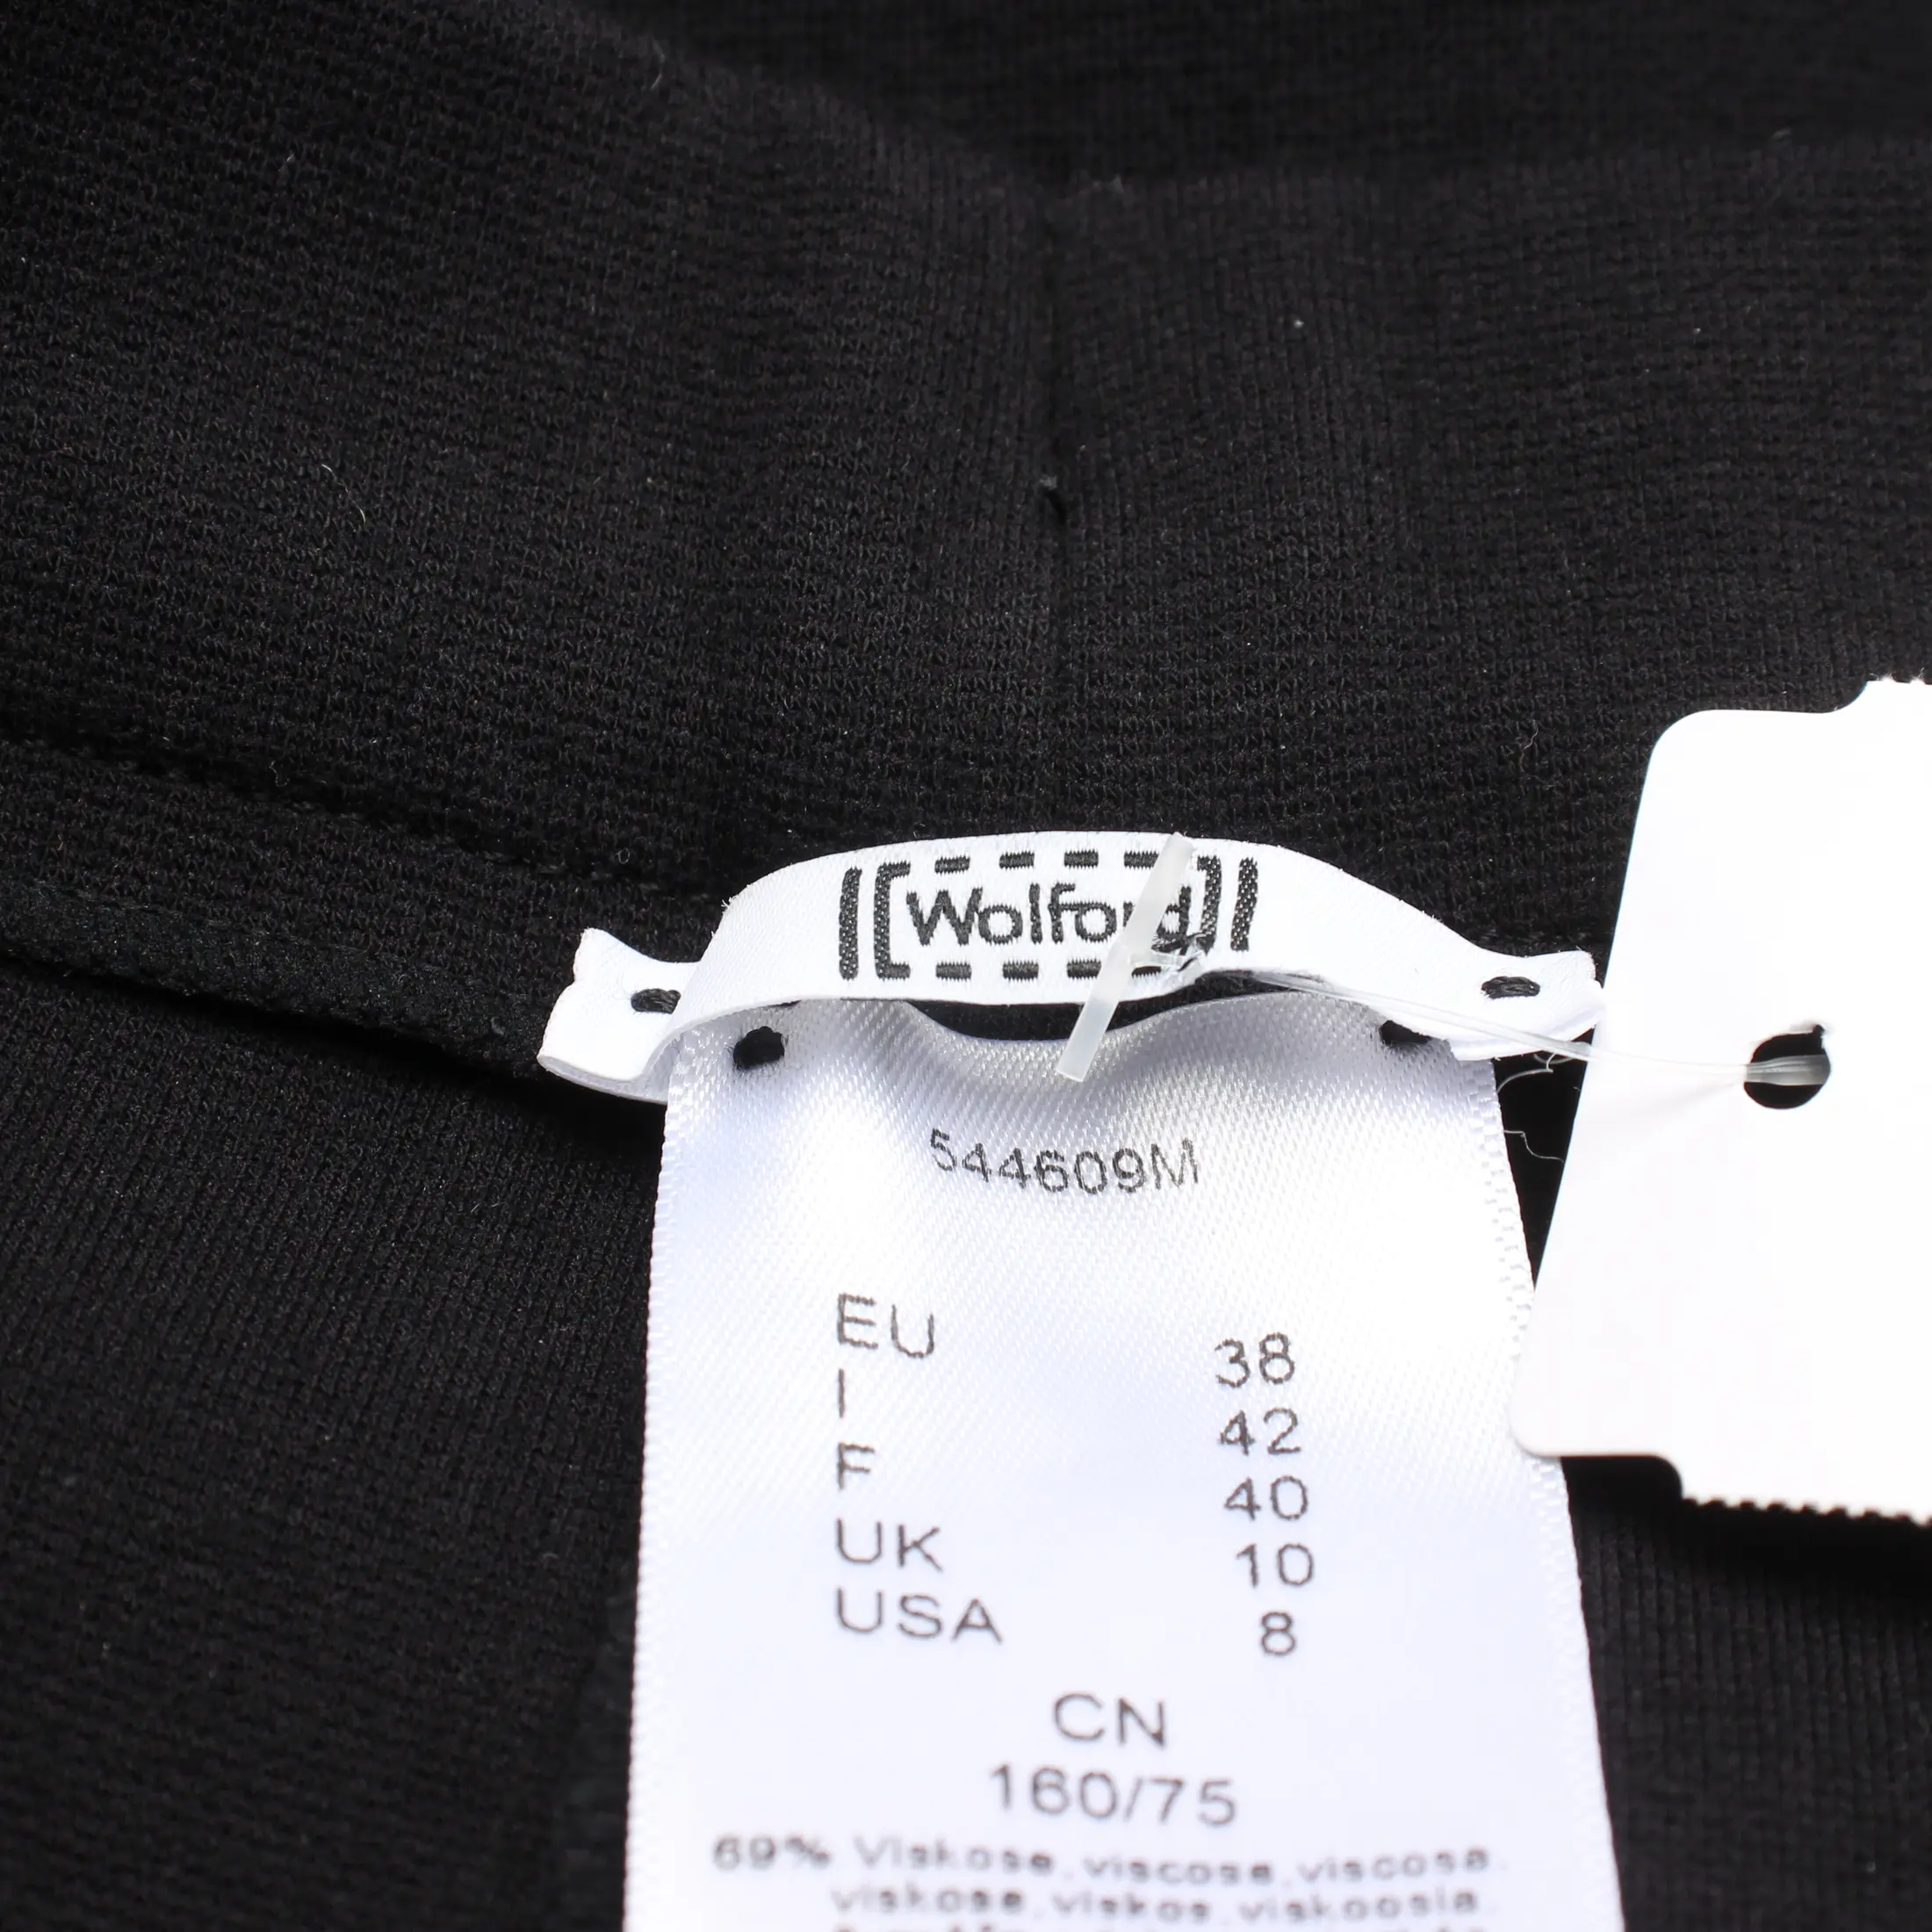 Wolford
544609M
EU 38
I 42
F 40
UK 10
USA 8
CN
160/75
69% Viskose, viscose, viscosa,
viskose, viskos, viskoosia,